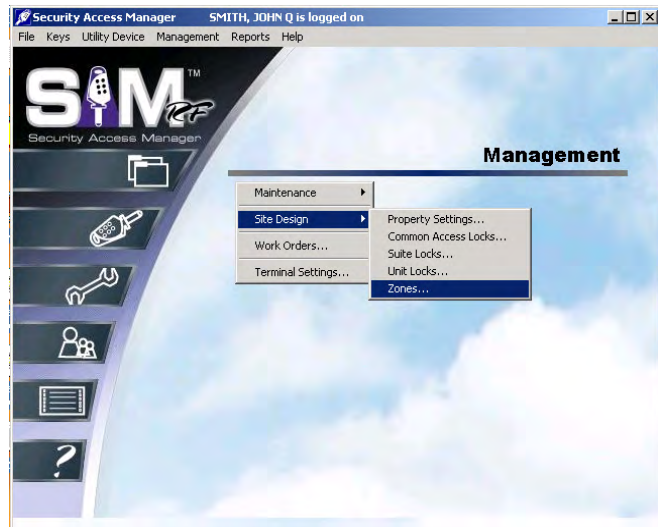 Security Access Manager SMITH, JOHN Q is logged on
File Keys Utility Device Management Reports Help
SAM TM
RF
Security Access Manager
Management
Maintenance
Site Design
Work Orders...
Terminal Settings...
Property Settings...
Common Access Locks...
Suite Locks...
Unit Locks...
Zones...
?